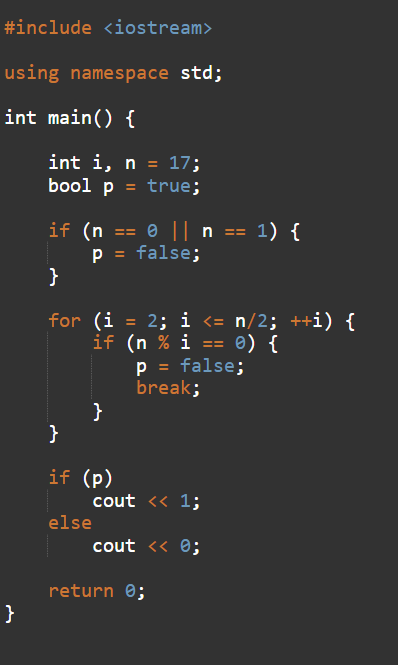 #include <iostream>
using namespace std;
int main() {
int i, n = 17;
bool p = true;
if (n == 0 || n == 1) {
p = false;
}
for (i = 2; i <= n/2; ++i) {
if (n % i == 0) {
p = false;
break;
}
}
if (p)
cout << 1;
else
cout << 0;
return 0;
}